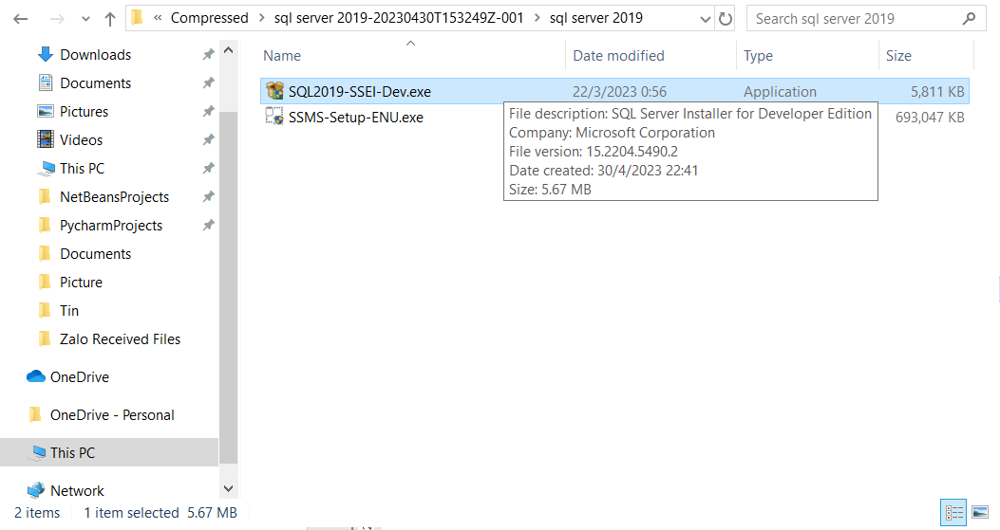 « Compressed > sql server 2019-20230430T153249Z-001 > sql server 2019
Search sql server 2019
Downloads
Documents
Pictures
Videos
This PC
NetBeansProjects
PycharmProjects
Documents
Picture
Tin
Zalo Received Files
OneDrive
OneDrive - Personal
This PC
Network
Name Date modified Type Size
SQL2019-SSEI-Dev.exe 22/3/2023 0:56 Application 5,811 KB
SSMS-Setup-ENU.exe 693,047 KB
File description: SQL Server Installer for Developer Edition
Company: Microsoft Corporation
File version: 15.2204.5490.2
Date created: 30/4/2023 22:41
Size: 5.67 MB
2 items 1 item selected 5.67 MB